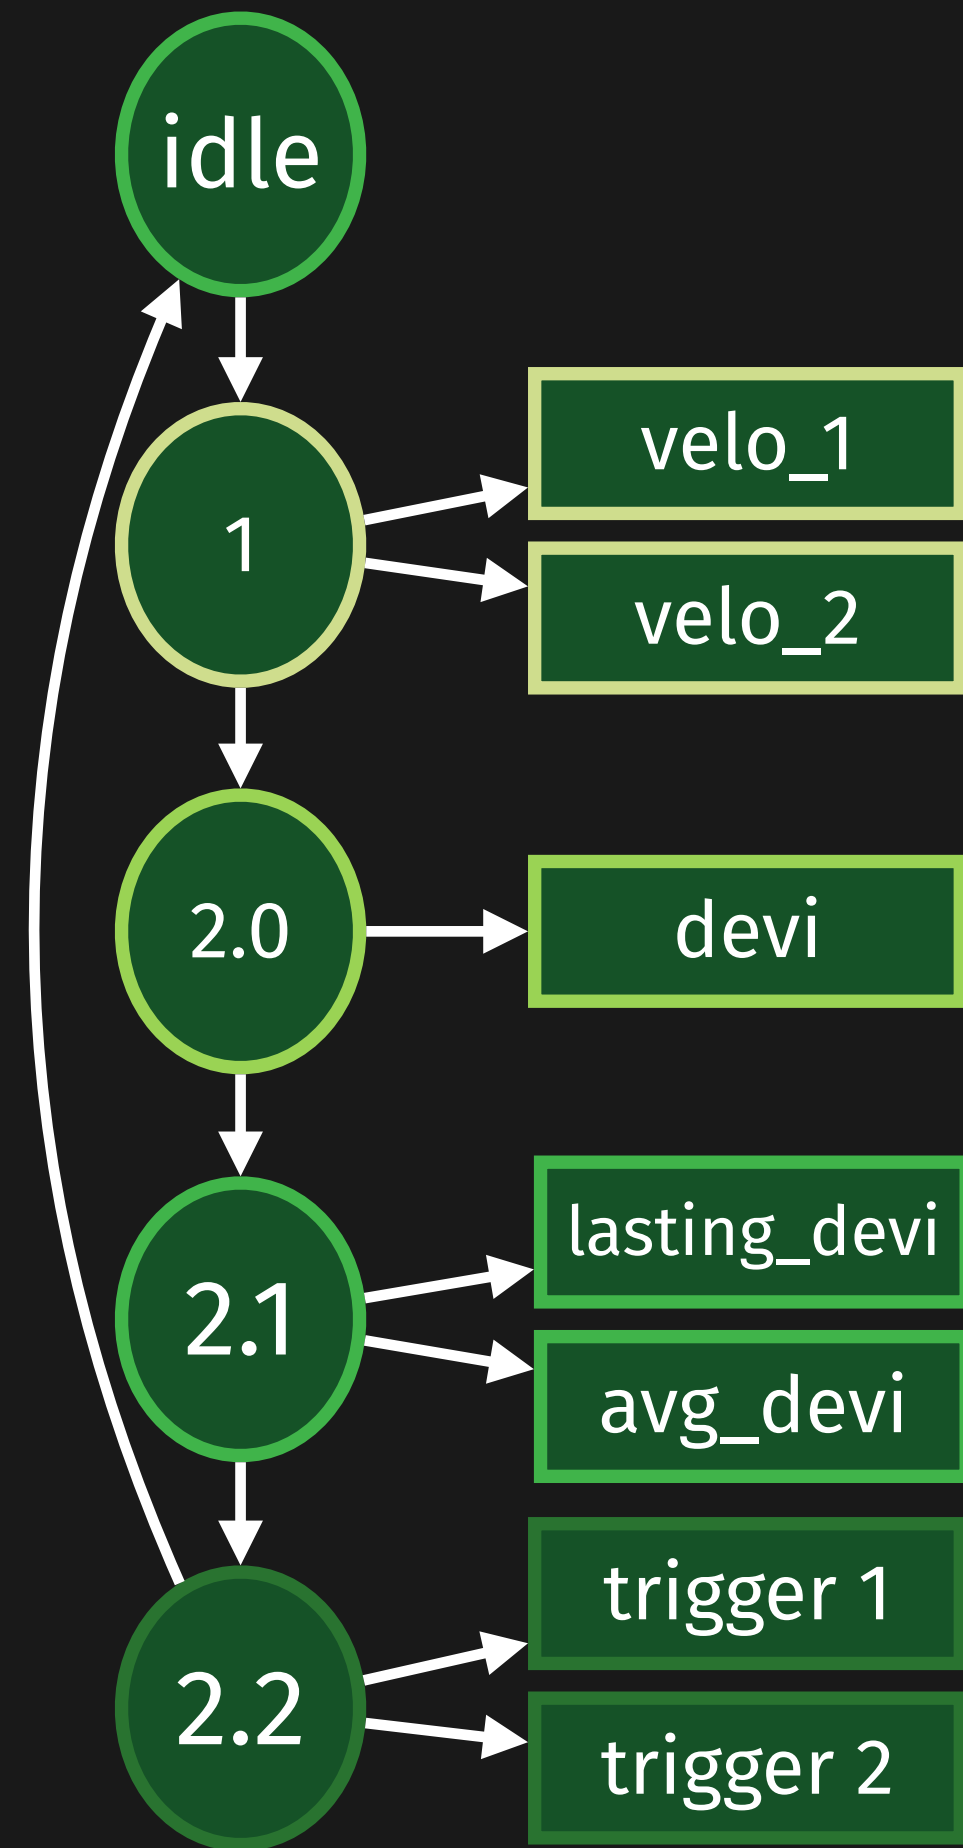 idle
1
velo_1
velo_2
2.0
devi
2.1
lasting_devi
avg_devi
2.2
trigger 1
trigger 2